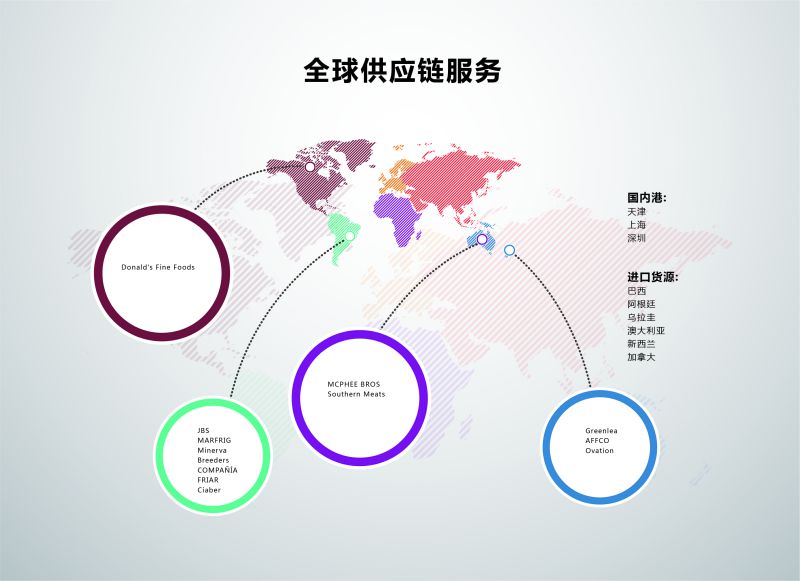 全球供应链服务
国内港:
天津
上海
深圳
进口货源:
巴西
阿根廷
乌拉圭
澳大利亚
新西兰
加拿大
Donald's Fine Foods
MCPHEE BROS
Southern Meats
JBS
MARFRIG
Minerva
Breeders
COMPAÑÍA
FRIAR
Ciaber
Greenlea
AFFCO
Ovation